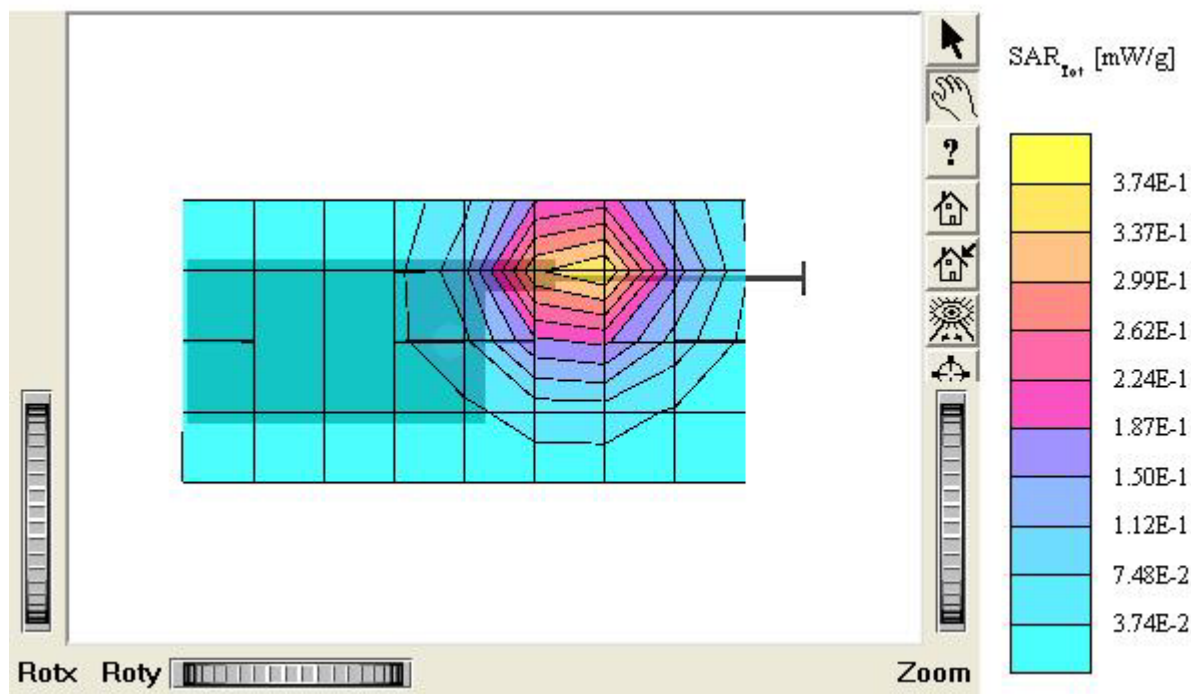 SARTot [mW/g]
?
3.74E-1
3.37E-1
2.99E-1
2.62E-1
2.24E-1
1.87E-1
1.50E-1
1.12E-1
7.48E-2
3.74E-2
Rotx Roty Zoom